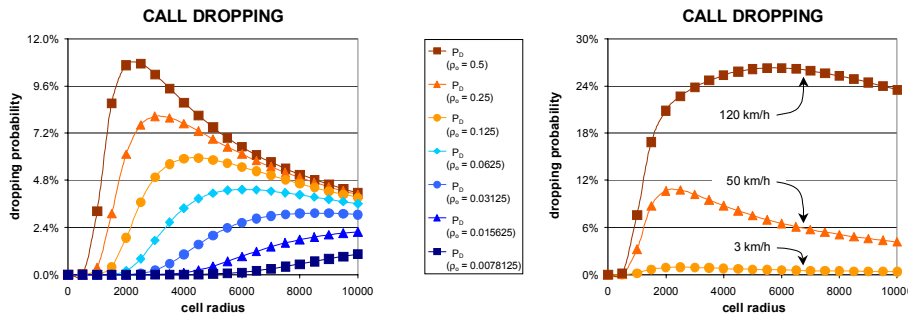 CALL DROPPING
12.0%
9.6%
7.2%
4.8%
2.4%
0.0%
dropping probability
0 2000 4000 6000 8000 10000
cell radius
P_D
(ρ_o = 0.5)
P_D
(ρ_o = 0.25)
P_D
(ρ_o = 0.125)
P_D
(ρ_o = 0.0625)
P_D
(ρ_o = 0.03125)
P_D
(ρ_o = 0.015625)
P_D
(ρ_o = 0.0078125)
CALL DROPPING
30%
24%
18%
12%
6%
0%
dropping probability
120 km/h
50 km/h
3 km/h
0 2000 4000 6000 8000 10000
cell radius